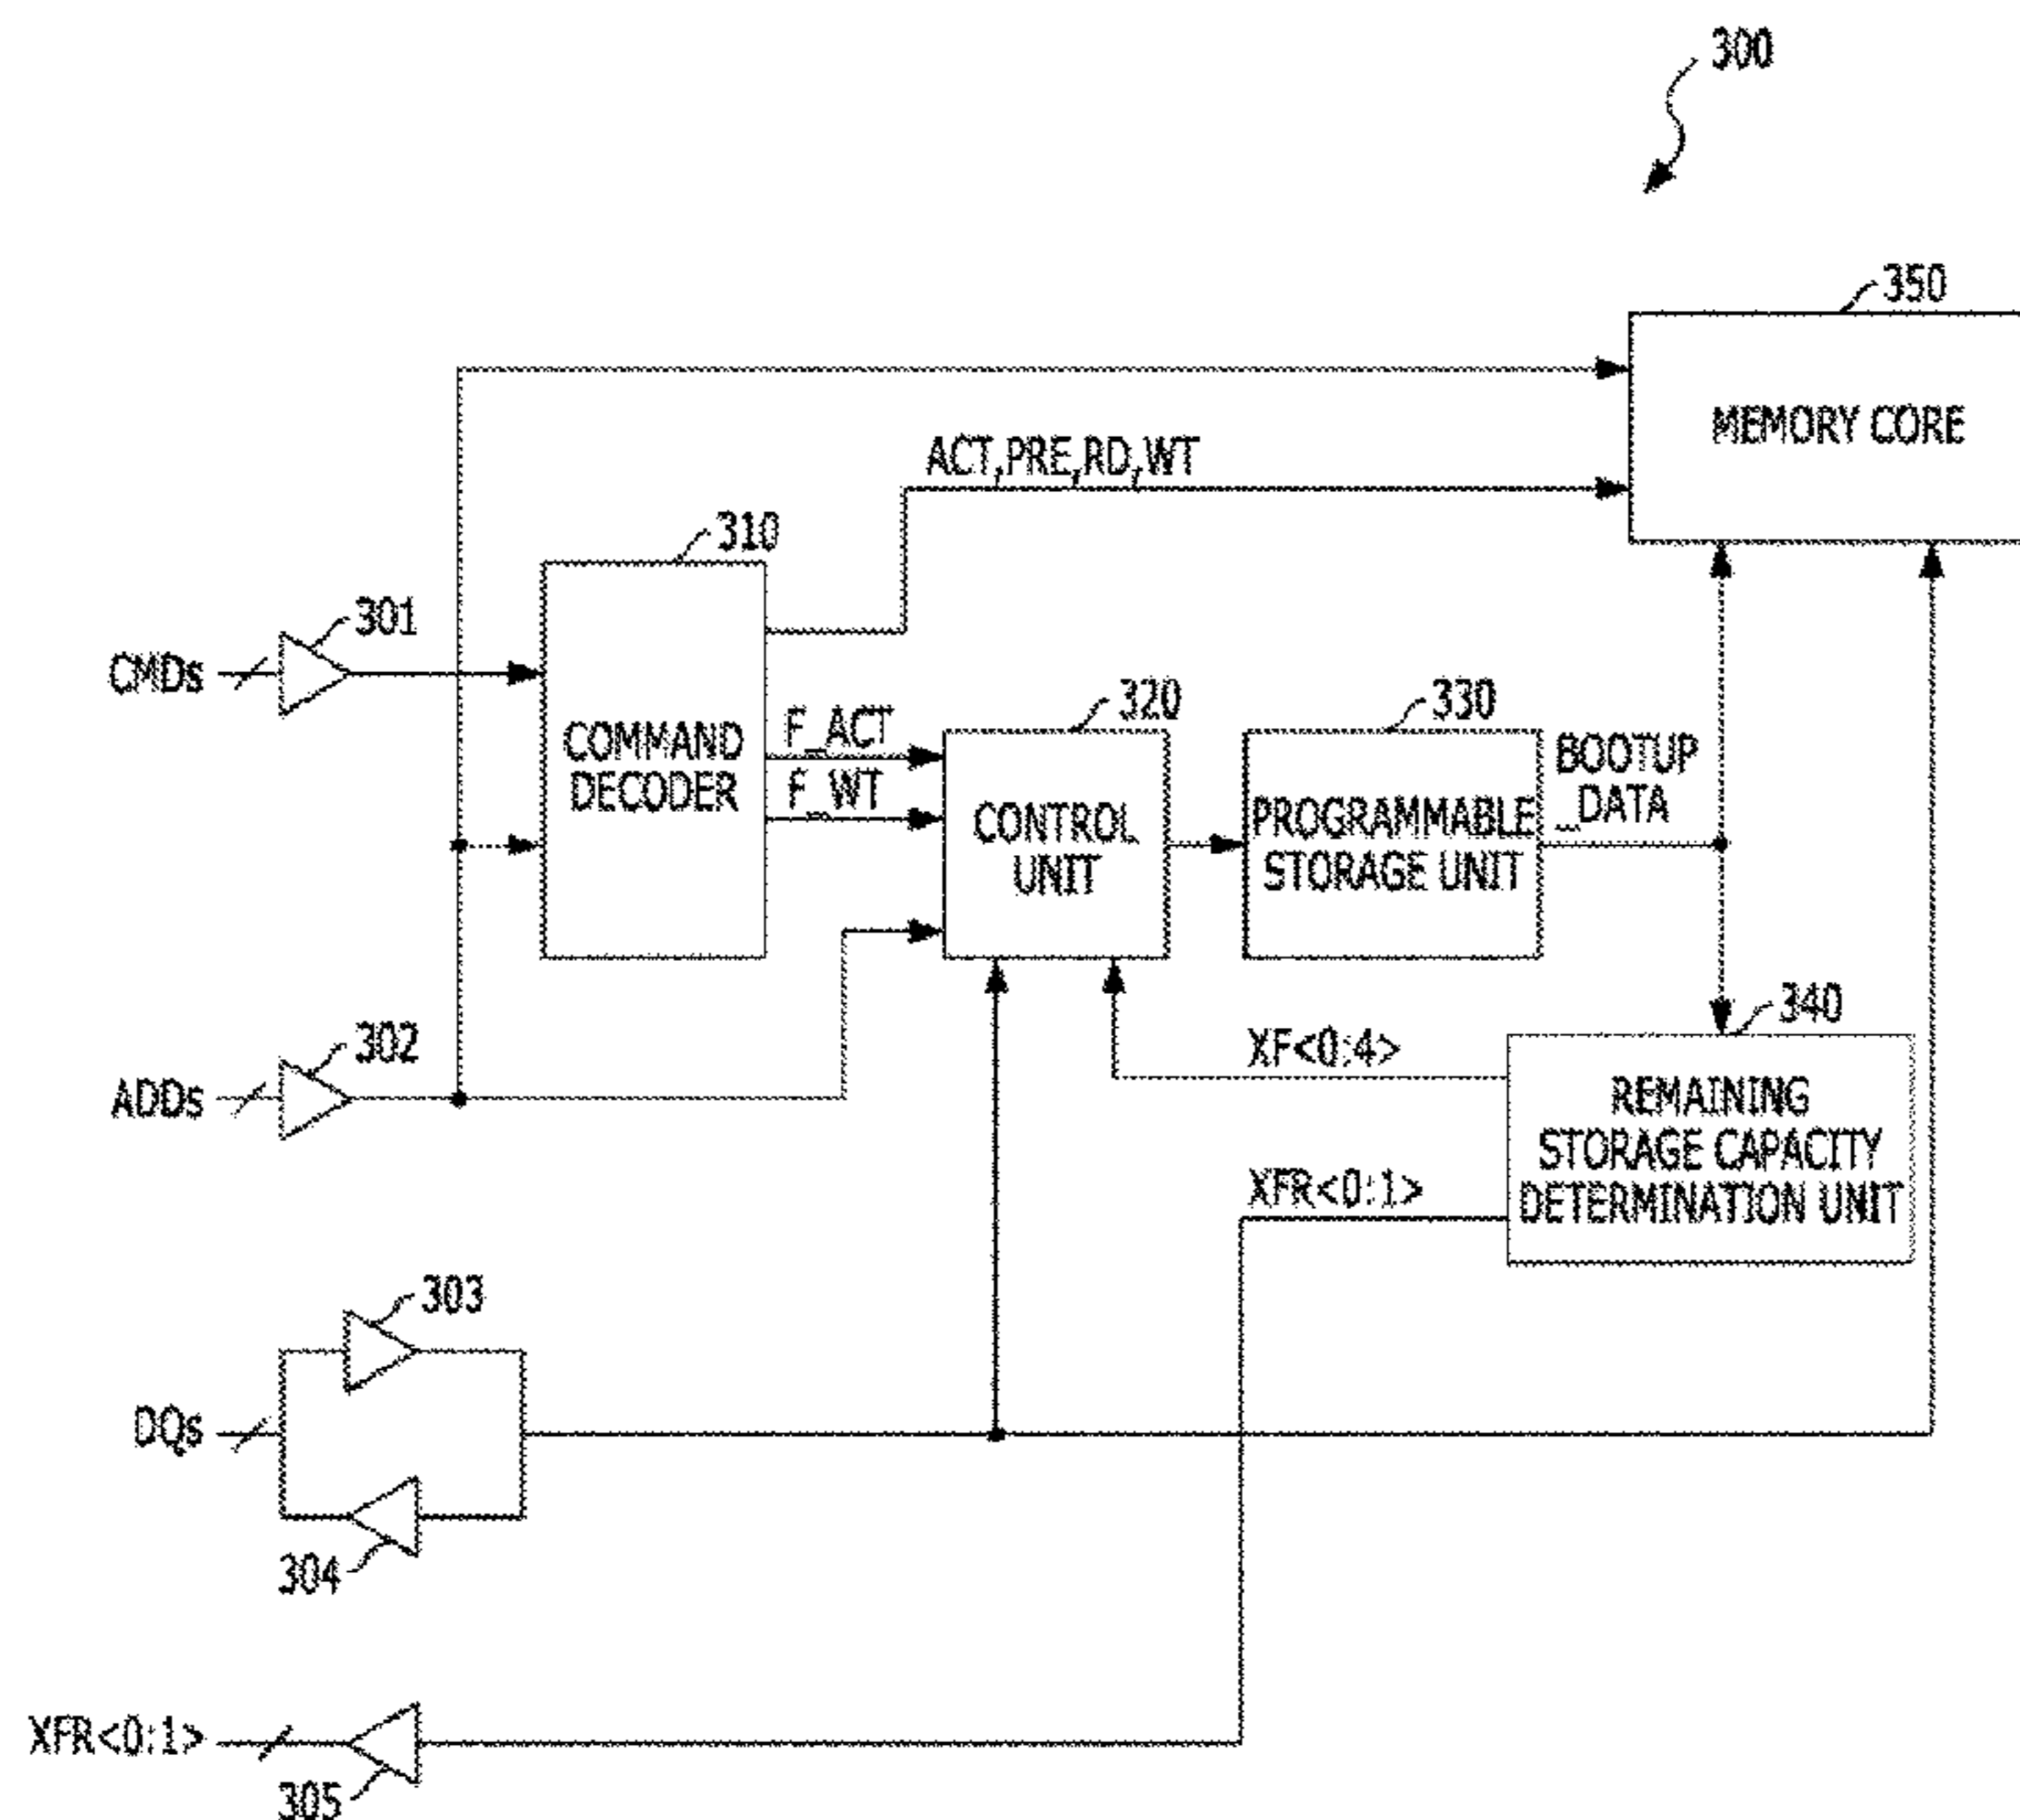 300
350
MEMORY CORE
ACT,PRE,RD,WT
310
301
CMDs
COMMAND
DECODER
F_ACT
F_WT
320
CONTROL
UNIT
330
PROGRAMMABLE
STORAGE UNIT
BOOTUP
_DATA
302
ADDs
340
XF<0:4>
REMAINING
STORAGE CAPACITY
DETERMINATION UNIT
XFR<0:1>
303
DQs
304
XFR<0:1>
305